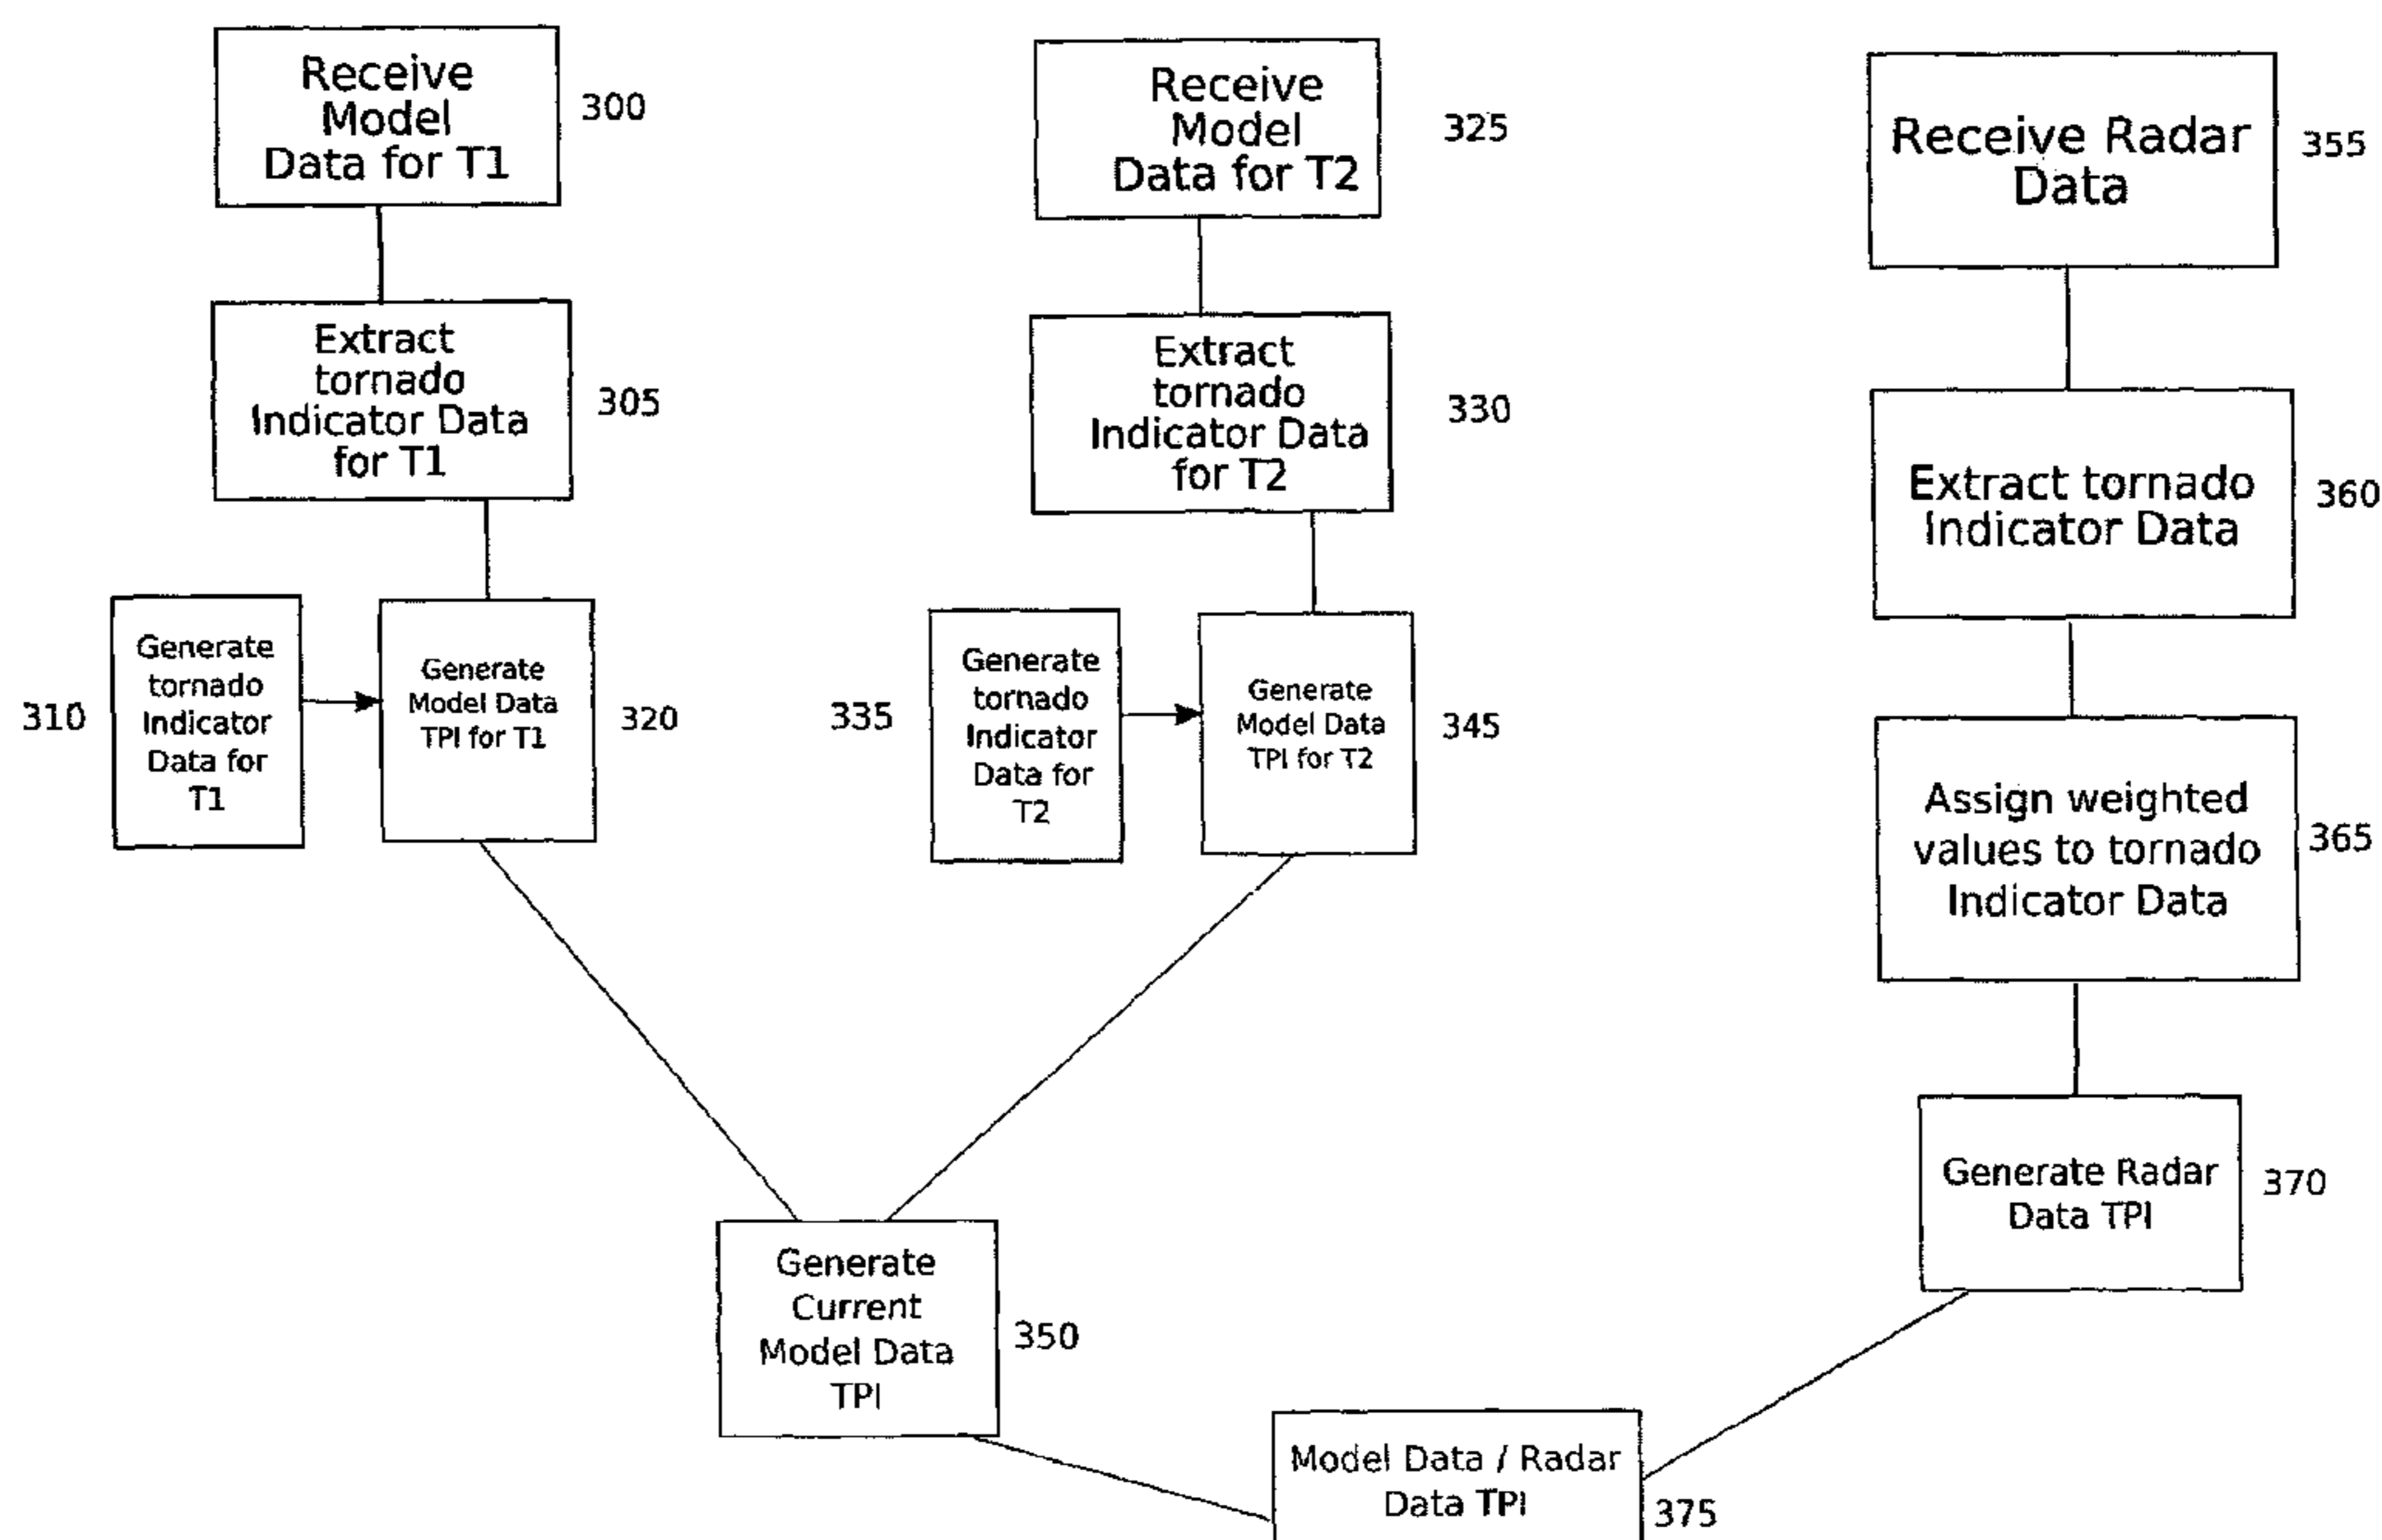 Receive
Model
Data for T1
300
Extract
tornado
Indicator Data
for T1
305
310
Generate
tornado
Indicator
Data for
T1
Generate
Model Data
TPI for T1
320
Receive
Model
Data for T2
325
Extract
tornado
Indicator Data
for T2
330
335
Generate
tornado
Indicator
Data for
T2
Generate
Model Data
TPI for T2
345
Generate
Current
Model Data
TPI
350
Receive Radar
Data
355
Extract tornado
Indicator Data
360
Assign weighted
values to tornado
Indicator Data
365
Generate Radar
Data TPI
370
Model Data / Radar
Data TPI
375